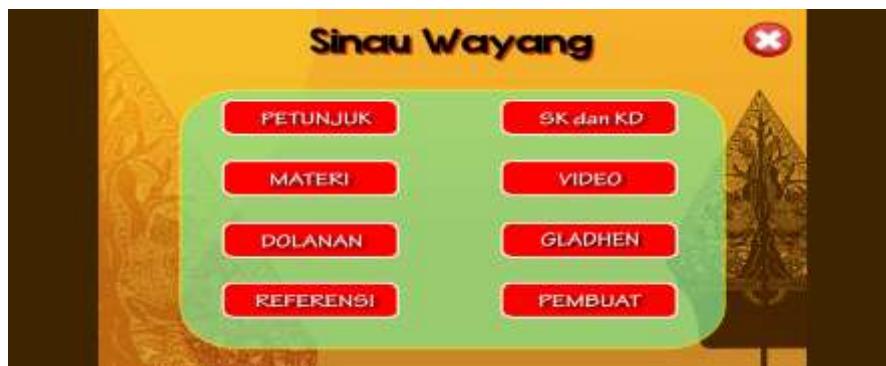 Sinau Wayang
PETUNJUK
SK dan KD
MATERI
VIDEO
DOLANAN
GLADHEN
REFERENSI
PEMBUAT